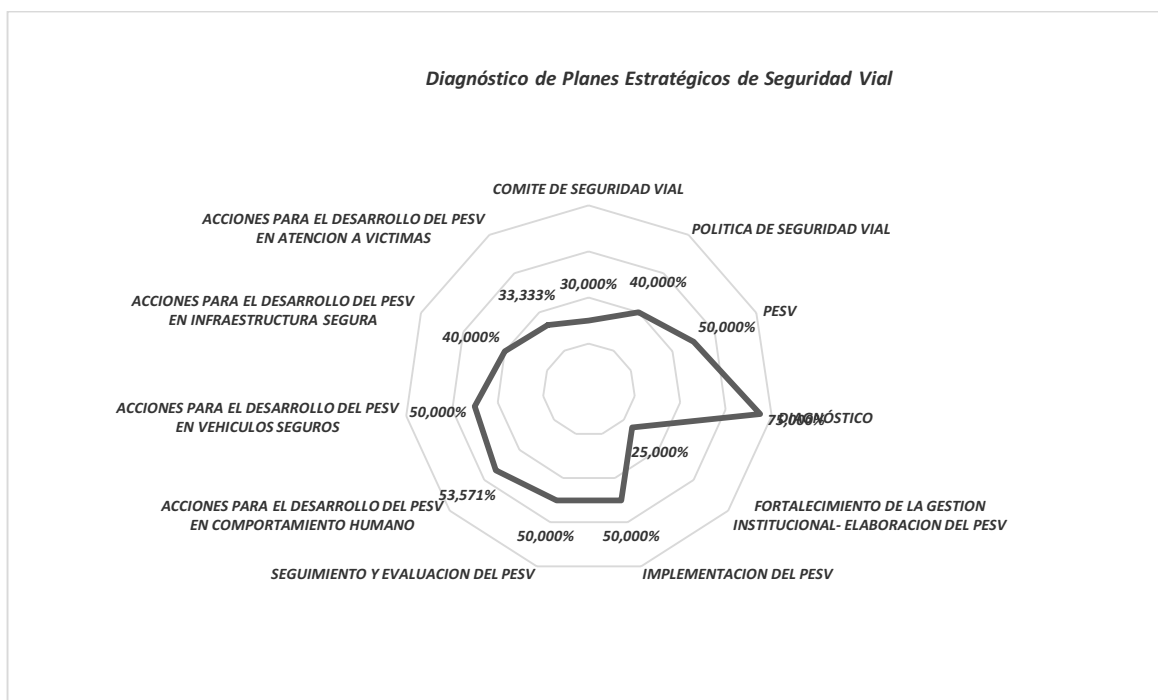 Diagnóstico de Planes Estratégicos de Seguridad Vial
COMITE DE SEGURIDAD VIAL
ACCIONES PARA EL DESARROLLO DEL PESV
EN ATENCION A VICTIMAS
POLITICA DE SEGURIDAD VIAL
30,000%
40,000%
33,333%
ACCIONES PARA EL DESARROLLO DEL PESV
EN INFRAESTRUCTURA SEGURA
PESV
50,000%
40,000%
ACCIONES PARA EL DESARROLLO DEL PESV
EN VEHICULOS SEGUROS
50,000%
DIAGNÓSTICO
75,000%
25,000%
53,571%
ACCIONES PARA EL DESARROLLO DEL PESV
EN COMPORTAMIENTO HUMANO
FORTALECIMIENTO DE LA GESTION
INSTITUCIONAL- ELABORACION DEL PESV
50,000%
50,000%
SEGUIMIENTO Y EVALUACION DEL PESV
IMPLEMENTACION DEL PESV